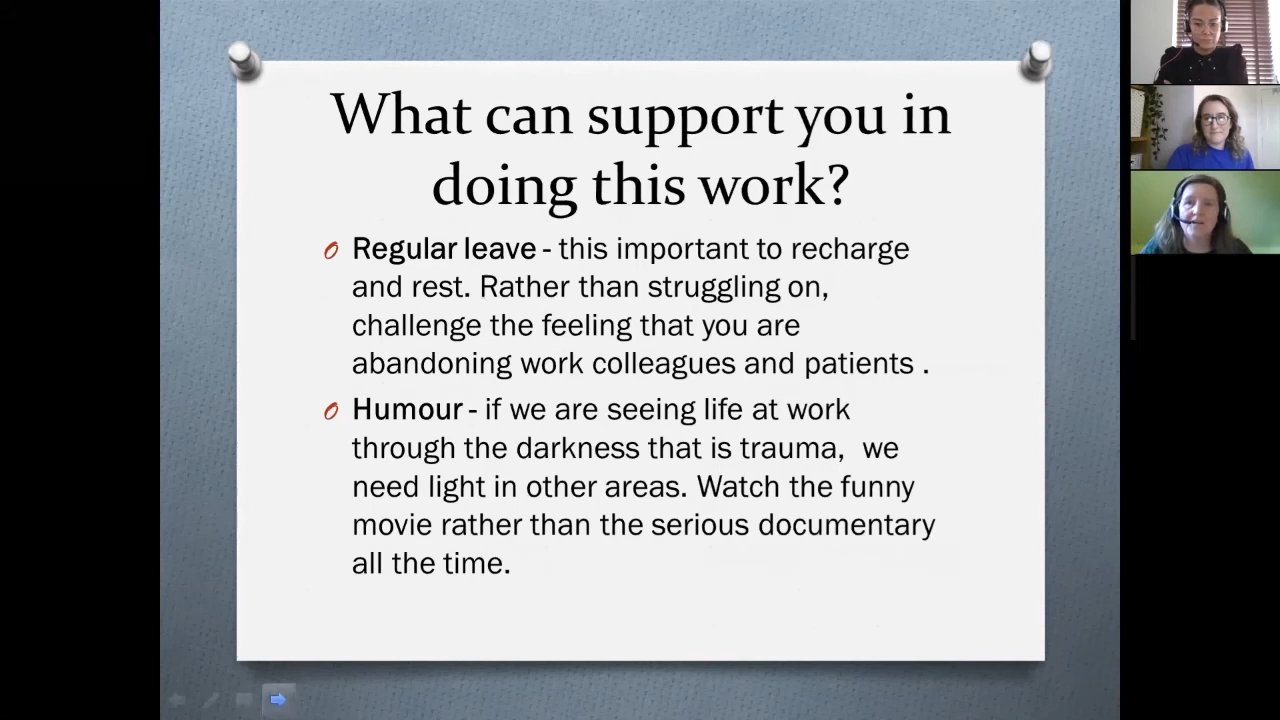 What can support you in
doing this work?
Regular leave - this important to recharge
and rest. Rather than struggling on,
challenge the feeling that you are
abandoning work colleagues and patients .
Humour - if we are seeing life at work
through the darkness that is trauma,  we
need light in other areas. Watch the funny
movie rather than the serious documentary
all the time.